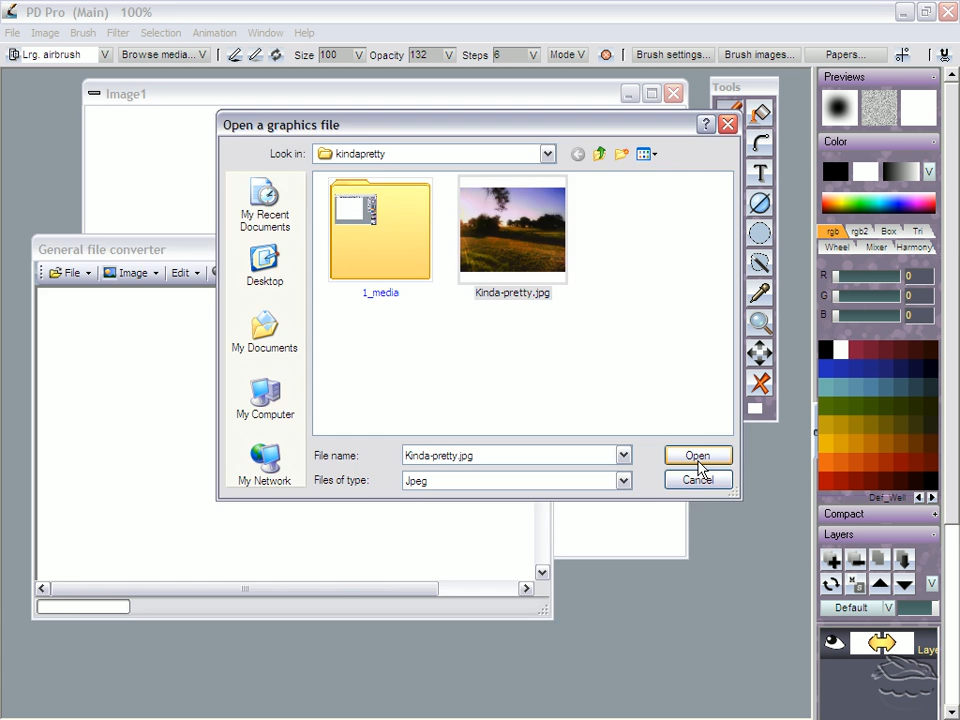 PD Pro (Main) 100%
File Image Brush Filter Selection Animation Window Help
Lrg. airbrush V Browse media... V Size 100 V Opacity 132 V Steps 6 V Mode V Brush settings... Brush images... Papers...
Image1
Tools
Previews
Open a graphics file
Look in: kindapretty
Color
My Recent Documents
Desktop
My Documents
My Computer
My Network
1_media
Kinda-pretty.jpg
File name: Kinda-pretty.jpg Open
Files of type: Jpeg Cancel
General file converter
File Image Edit
V
rgb rgb2 Box Tri
Wheel Mixer Harmony
R 0
G 0
B 0
Def_Well
Compact
Layers
V
Default V
Laye